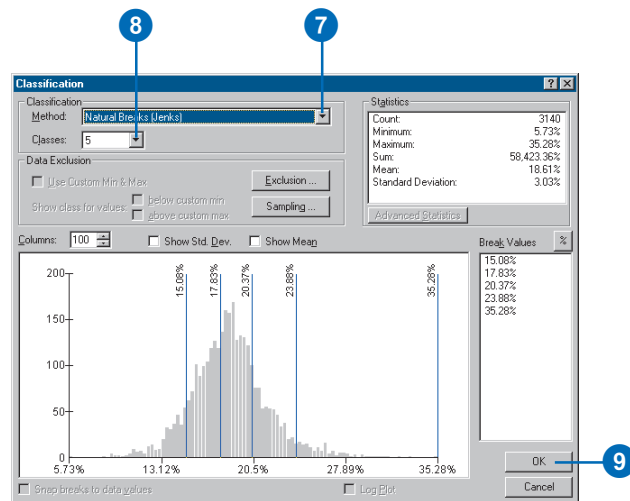 8
7
Classification
Classification
Method: Natural Breaks (Jenks)
Classes: 5
Data Exclusion
Use Custom Min & Max
Exclusion ...
Show class for values:
below custom min
above custom max
Sampling ...
Statistics
Count: 3140
Minimum: 5.73%
Maximum: 35.28%
Sum: 58,423.36%
Mean: 18.61%
Standard Deviation: 3.03%
Advanced Statistics
Columns: 100
Show Std. Dev.
Show Mean
Break Values
%
15.08%
17.83%
20.37%
23.88%
35.28%
200
150
100
50
0
15.08%
17.83%
20.37%
23.88%
35.28%
5.73%
13.12%
20.5%
27.89%
35.28%
Snap breaks to data values
Log Plot
OK
9
Cancel